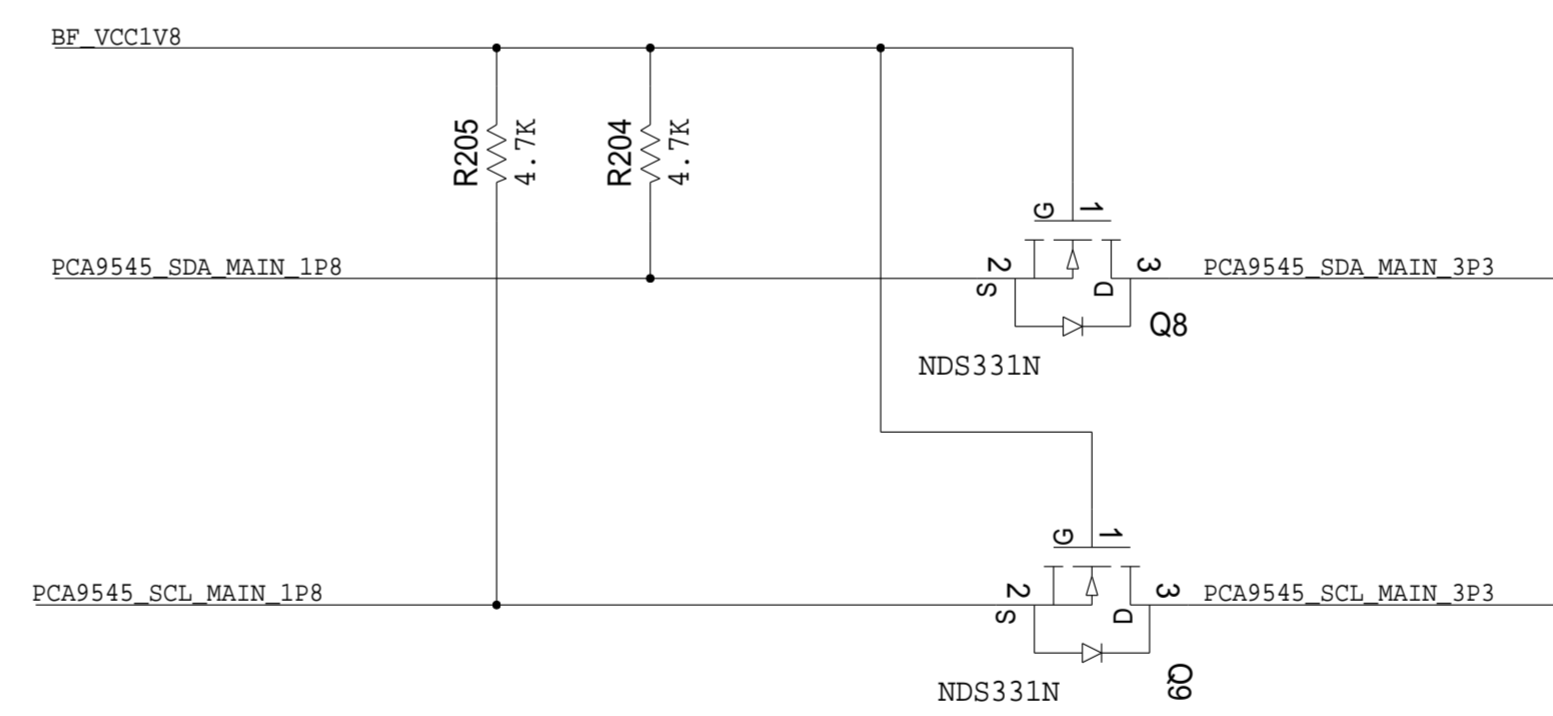 BF_VCC1V8
R205
4.7K
R204
4.7K
G
1
PCA9545_SDA_MAIN_1P8
2
S
D
3
PCA9545_SDA_MAIN_3P3
Q8
NDS331N
G
1
PCA9545_SCL_MAIN_1P8
2
S
D
3
PCA9545_SCL_MAIN_3P3
Q9
NDS331N